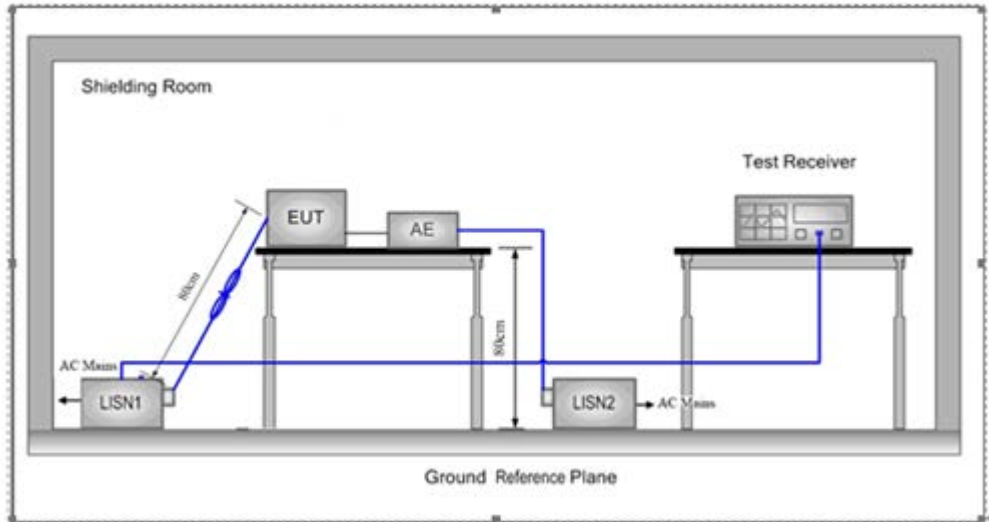 Shielding Room
Test Receiver
EUT
AE
80cm
80cm
AC Mains
LISN1
LISN2
AC Mains
Ground Reference Plane